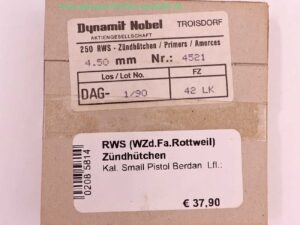 Dynamit Nobel TROISDORF
AKTIENGESELLSCHAFT
250 RWS - Zündhütchen / Primers / Amorces
4.50 mm Nr.: 4521
Los / Lot No. FZ
DAG- 1/90 42 LK
RWS (WZd.Fa.Rottweil)
Zündhütchen
Kal. Small Pistol Berdan Lfl.:
€ 37,90
0208 5814